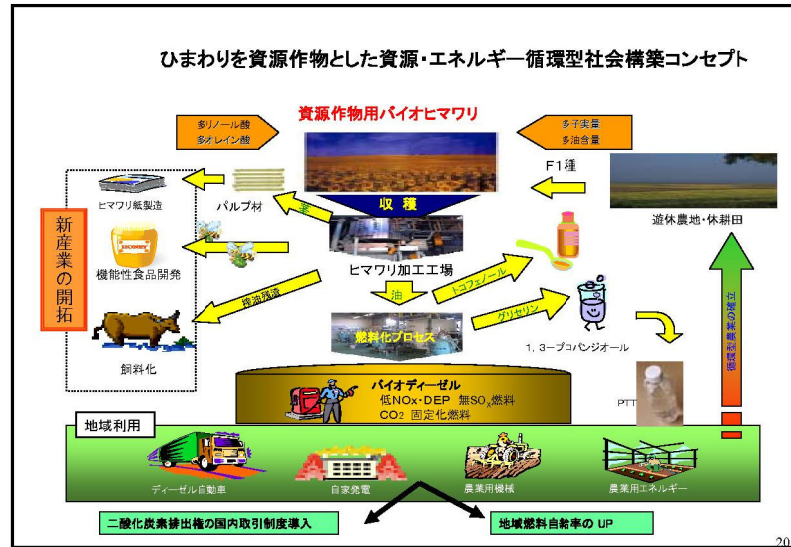 ひまわりを資源作物とした資源・エネルギー循環型社会構築コンセプト
資源作物用バイオヒマワリ
多リノール酸
多オレイン酸
多子実量
多油含量
F1種
遊休農地・休耕田
収穫
ヒマワリ紙製造
パルプ材
茎
新産業の開拓
HONEY
機能性食品開発
ヒマワリ加工工場
搾油残渣
油
トコフェノール
グリセリン
飼料化
燃料化プロセス
1, 3ープコパンジオール
循環型農業の確立
PTT
バイオディーゼル
低NOx・DEP 無SOx燃料
CO2 固定化燃料
地域利用
ディーゼル自動車
自家発電
農業用機械
農業用エネルギー
二酸化炭素排出権の国内取引制度導入
地域燃料自給率の UP
20